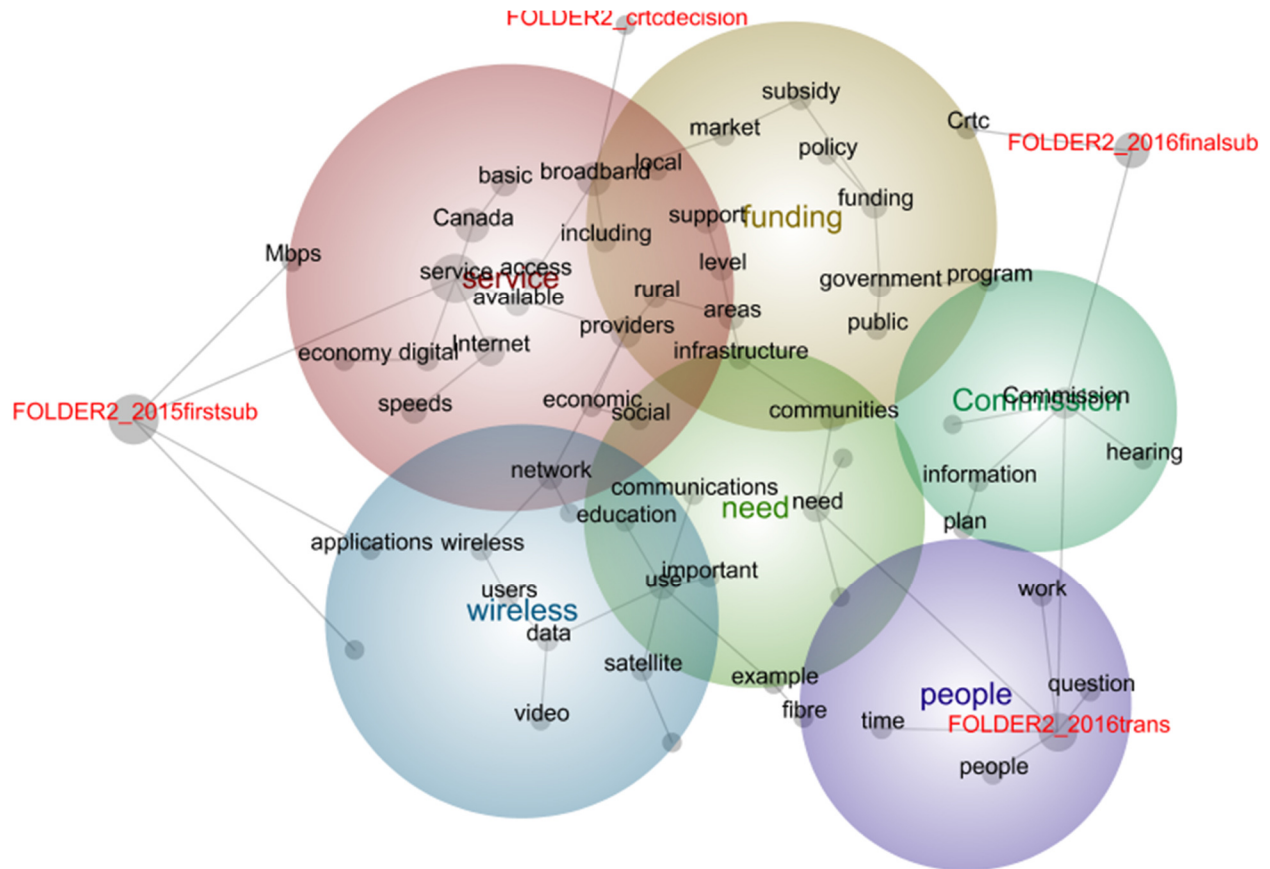 FOLDER2_crtcdecision
subsidy
market
Crtc
FOLDER2_2016finalsub
policy
local
basic
broadband
funding
support
funding
Canada
including
Mbps
level
service
access
service
government
program
rural
available
areas
public
providers
Internet
economy
digital
infrastructure
speeds
economic
social
communities
Commission
Commission
FOLDER2_2015firstsub
hearing
network
information
communications
need
need
education
plan
applications
wireless
important
use
users
work
wireless
data
satellite
example
question
people
fibre
video
time
FOLDER2_2016trans
people